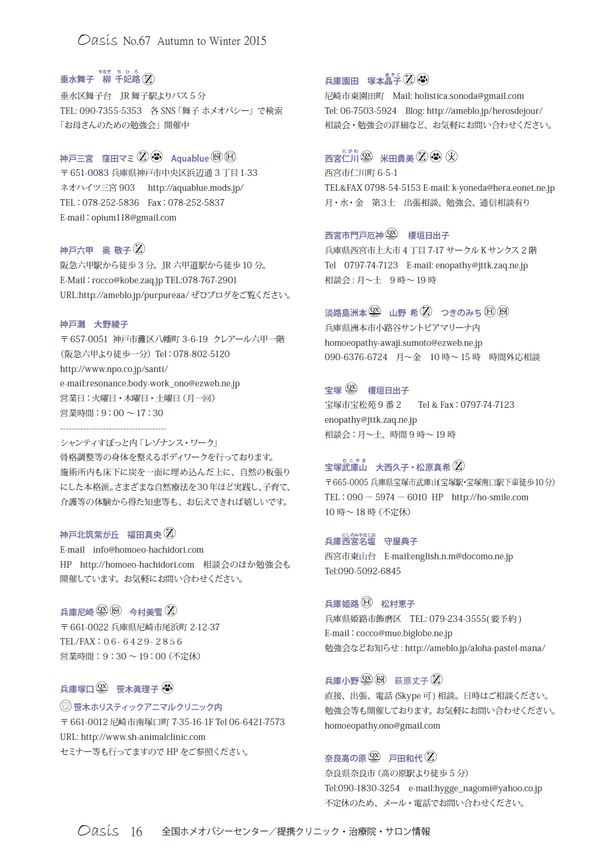 Oasis No.67 Autumn to Winter 2015
垂水舞子 柳 千妃路
やなぎ ちひろ
垂水区舞子台 JR舞子駅よりバス5分
TEL: 090-7355-5353 各SNS「舞子 ホメオパシー」で検索
「お母さんのための勉強会」開催中
神戸三宮 窪田マミ Aquablue
〒651-0083 兵庫県神戸市中央区浜辺通3丁目1-33
ネオハイツ三宮903 http://aquablue.mods.jp/
TEL:078-252-5836 Fax:078-252-5837
E-mail:opium118@gmail.com
神戸六甲 奥 敬子
阪急六甲駅から徒歩3分。JR六甲道駅から徒歩10分。
E-Mail:rocco@kobe.zaq.jp TEL:078-767-2901
URL:http://ameblo.jp/purpureaa/ ぜひブログをご覧ください。
神戸灘 大野綾子
〒657-0051 神戸市灘区八幡町3-6-19 クレアール六甲一階
(阪急六甲より徒歩一分) Tel:078-802-5120
http://www.npo.co.jp/santi/
e-mail:resonance.body-work_ono@ezweb.ne.jp
営業日:火曜日・木曜日・土曜日(月一回)
営業時間:9:00~17:30
------------------------------------
シャンティすぽっと内「レゾナンス・ワーク」
骨格調整等の身体を整えるボディワークを行っております。
施術所内も床下に炭を一面に埋め込んだ上に、自然の板張り
にした本格派。さまざまな自然療法を30年ほど実践し、子育て、
介護等の体験から得た知恵等も、お伝えできれば嬉しいです。
神戸北筑紫が丘 福田真央
E-mail info@homoeo-hachidori.com
HP http://homoeo-hachidori.com 相談会のほか勉強会も
開催しています。お気軽にお問い合わせください。
兵庫尼崎 今村美雪
〒661-0022 兵庫県尼崎市尾浜町2-12-37
TEL/FAX:06-6429-2856
営業時間:9:30~19:00(不定休)
兵庫塚口 笹木眞理子
笹木ホリスティックアニマルクリニック内
〒661-0012 尼崎市南塚口町7-35-16-1F Tel 06-6421-7573
URL: http://www.sh-animalclinic.com
セミナー等も行ってますのでHPをご参照ください。
兵庫園田 塚本晶子
あきこ
尼崎市東園田町 Mail: holistica.sonoda@gmail.com
Tel: 06-7503-5924 Blog: http://ameblo.jp/herosdejour/
相談会・勉強会の詳細など、お気軽にお問い合わせください。
西宮仁川 米田貴美
にがわ
西宮市仁川町6-5-1
TEL&FAX 0798-54-5153 E-mail: k-yoneda@hera.eonet.ne.jp
月・水・金 第3土 出張相談、勉強会、通信相談有り
西宮市門戸厄神 榎垣日出子
兵庫県西宮市上大市4丁目7-17サークルKサンクス2階
Tel 0797-74-7123 E-mail: enopathy@jttk.zaq.ne.jp
相談会:月~土 9時~19時
淡路島洲本 山野 希 つきのみち
兵庫県洲本市小路谷サントピアマリーナ内
homoeopathy-awaji.sumoto@ezweb.ne.jp
090-6376-6724 月~金 10時~15時 時間外応相談
宝塚 榎垣日出子
宝塚市宝松苑9番2 Tel & Fax:0797-74-7123
enopathy@jttk.zaq.ne.jp
相談会:月~土、時間9時~19時
宝塚武庫山 大西久子・松原真希
むこやま
〒665-0005 兵庫県宝塚市武庫山(宝塚駅・宝塚南口駅下車徒歩10分)
TEL:090 - 5974 - 6010 HP http://ho-smile.com
10時~18時(不定休)
兵庫西宮名塩 守屋典子
にしのみやなじお
西宮市東山台 E-mail:english.n.m@docomo.ne.jp
Tel:090-5092-6845
兵庫姫路 松村恵子
兵庫県姫路市飾磨区 TEL: 079-234-3555(要予約)
E-mail:cocco@mue.biglobe.ne.jp
勉強会などお知らせ:http://ameblo.jp/aloha-pastel-mana/
兵庫小野 萩原丈子
直接、出張、電話(Skype可)相談。日時はご相談ください。
勉強会等も開催しております。お気軽にお問い合わせください。
homoeopathy.ono@gmail.com
奈良高の原 戸田和代
奈良県奈良市(高の原駅より徒歩5分)
Tel:090-1830-3254 e-mail:hygge_nagomi@yahoo.co.jp
不定休のため、メール・電話でお問い合わせください。
Oasis 16 全国ホメオパシーセンター/提携クリニック・治療院・サロン情報